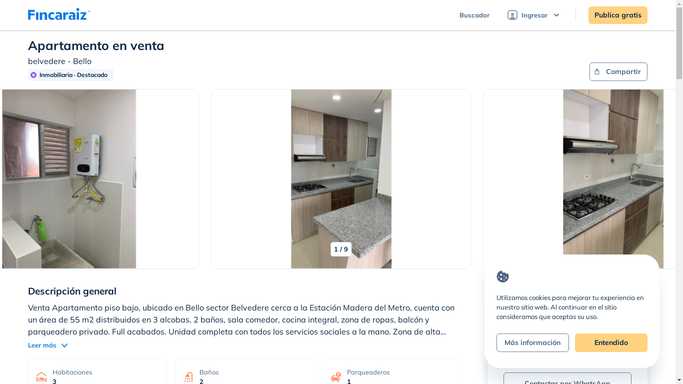 Fincaraiz
Buscador
Ingresar
Publica gratis
Apartamento en venta
belvedere - Bello
Inmobiliaria · Destacado
Compartir
1 / 9
Descripción general
Venta Apartamento piso bajo, ubicado en Bello sector Belvedere cerca a la Estación Madera del Metro, cuenta con
un área de 55 m2 distribuidos en 3 alcobas, 2 baños, sala comedor, cocina integral, zona de ropas, balcón y
parqueadero privado. Full acabados. Unidad completa con todos los servicios sociales a la mano. Zona de alta...
Leer más
Habitaciones
3
Baños
2
Parqueaderos
1
Utilizamos cookies para mejorar tu experiencia en
nuestro sitio web. Al continuar en el sitio
consideramos que aceptas su uso.
Más información
Entendido
Contactar por WhatsApp